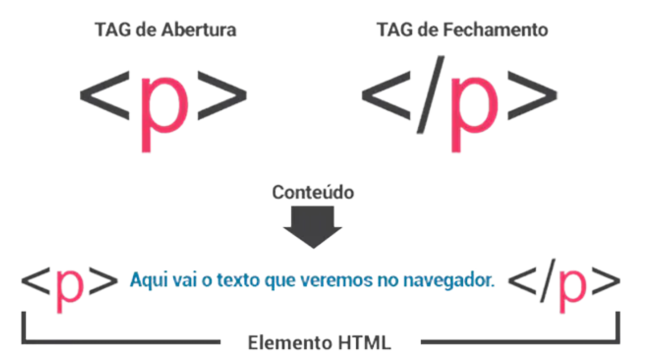 TAG de Abertura
TAG de Fechamento
<p>
</p>
Conteúdo
<p> Aqui vai o texto que veremos no navegador. </p>
Elemento HTML